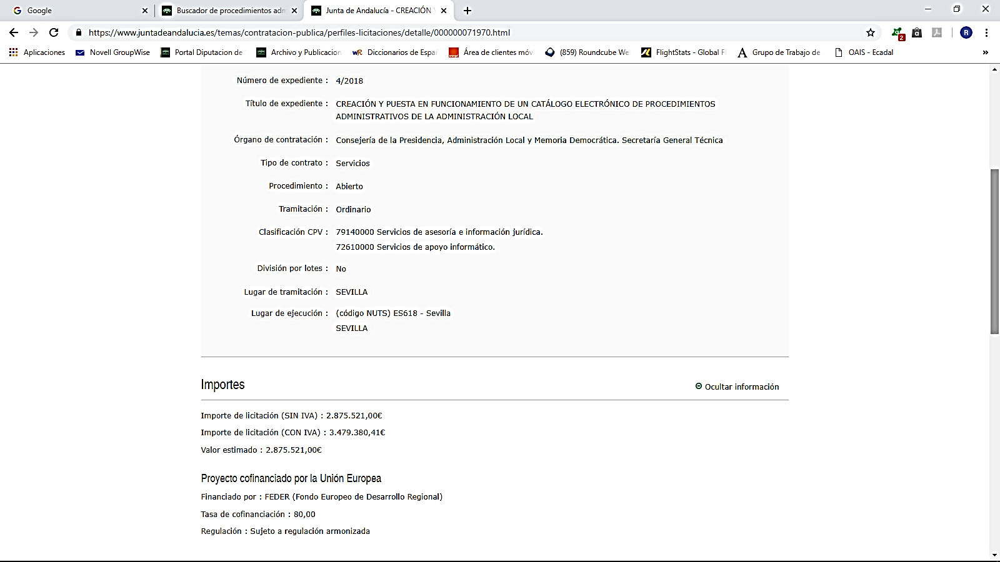 Google
Buscador de procedimientos adm
Junta de Andalucía - CREACIÓN
https://www.juntadeandalucia.es/temas/contratacion-publica/perfiles-licitaciones/detalle/000000071970.html
2
R
Aplicaciones
Novell GroupWise
Portal Diputacion de
Archivo y Publicacion
wR Diccionarios de Espa
Área de clientes móv
(859) Roundcube We
FlightStats - Global F
Grupo de Trabajo de
OAIS - Ecadal
»
Número de expediente : 4/2018
Título de expediente : CREACIÓN Y PUESTA EN FUNCIONAMIENTO DE UN CATÁLOGO ELECTRÓNICO DE PROCEDIMIENTOS
ADMINISTRATIVOS DE LA ADMINISTRACIÓN LOCAL
Órgano de contratación : Consejería de la Presidencia, Administración Local y Memoria Democrática. Secretaría General Técnica
Tipo de contrato : Servicios
Procedimiento : Abierto
Tramitación : Ordinario
Clasificación CPV : 79140000 Servicios de asesoría e información jurídica.
72610000 Servicios de apoyo informático.
División por lotes : No
Lugar de tramitación : SEVILLA
Lugar de ejecución : (código NUTS) ES618 - Sevilla
SEVILLA
Importes
Ocultar información
Importe de licitación (SIN IVA) : 2.875.521,00€
Importe de licitación (CON IVA) : 3.479.380,41€
Valor estimado : 2.875.521,00€
Proyecto cofinanciado por la Unión Europea
Financiado por : FEDER (Fondo Europeo de Desarrollo Regional)
Tasa de cofinanciación : 80,00
Regulación : Sujeto a regulación armonizada